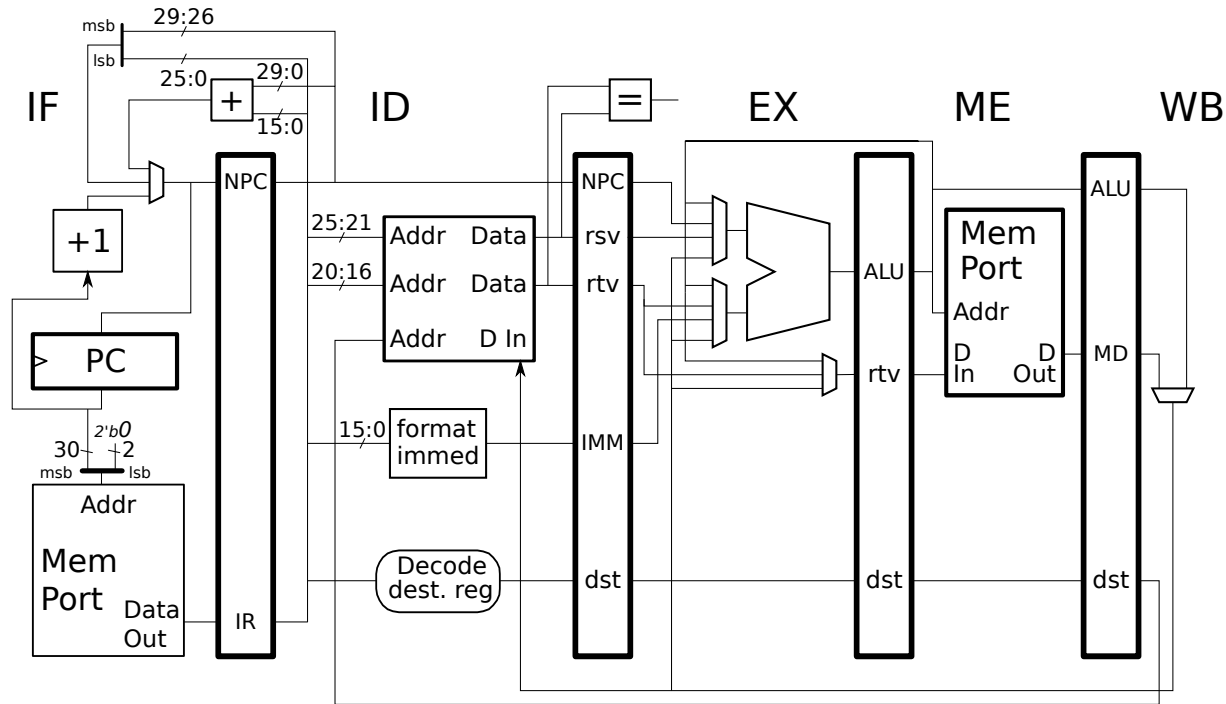 29:26
msb
lsb
25:0
29:0
15:0
+
=
IF
ID
EX
ME
WB
NPC
NPC
ALU
+1
25:21
Addr
Data
rsv
20:16
Addr
Data
rtv
ALU
Mem
Port
Addr
Addr
D In
PC
rtv
D
In
D
Out
MD
15:0
format
immed
IMM
2'b0
30
2
msb
lsb
Addr
Mem
Port
Data
Out
IR
Decode
dest. reg
dst
dst
dst